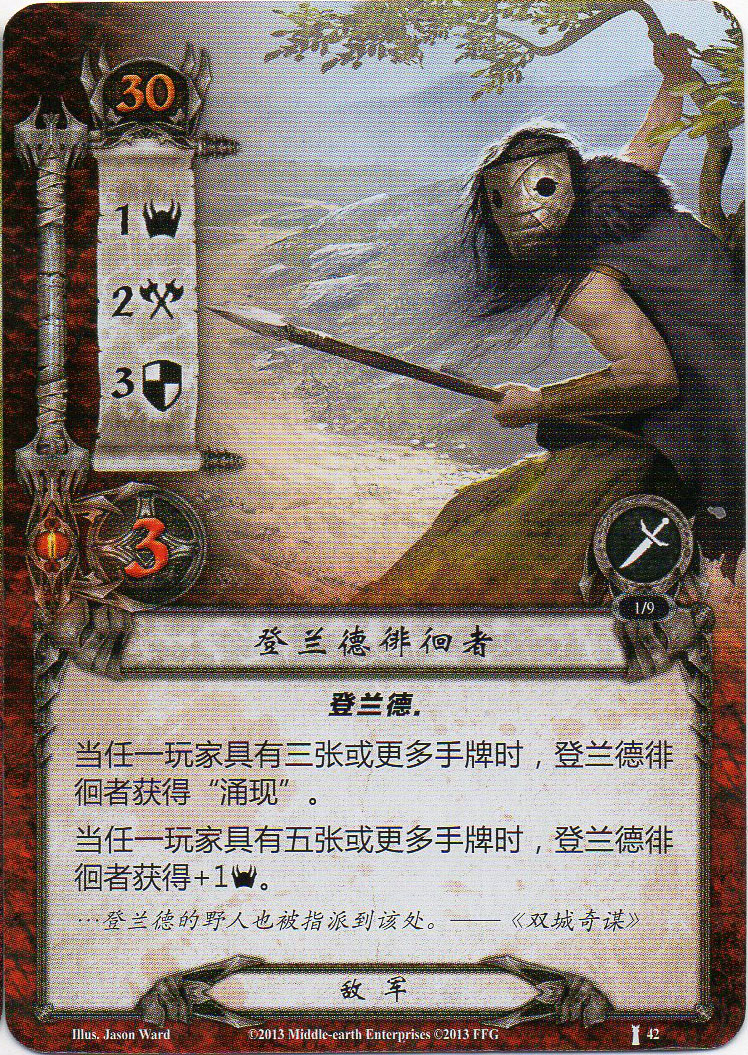 30
1
2
3
3
1/9
登兰德徘徊者
登兰德.
当任一玩家具有三张或更多手牌时，登兰德徘
徊者获得“涌现”。
当任一玩家具有五张或更多手牌时，登兰德徘
徊者获得+1。
…登兰德的野人也被指派到该处。——《双城奇谋》
敌军
Illus. Jason Ward
©2013 Middle-earth Enterprises ©2013 FFG
42